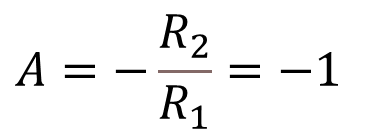 A = − R₂/R₁ = −1